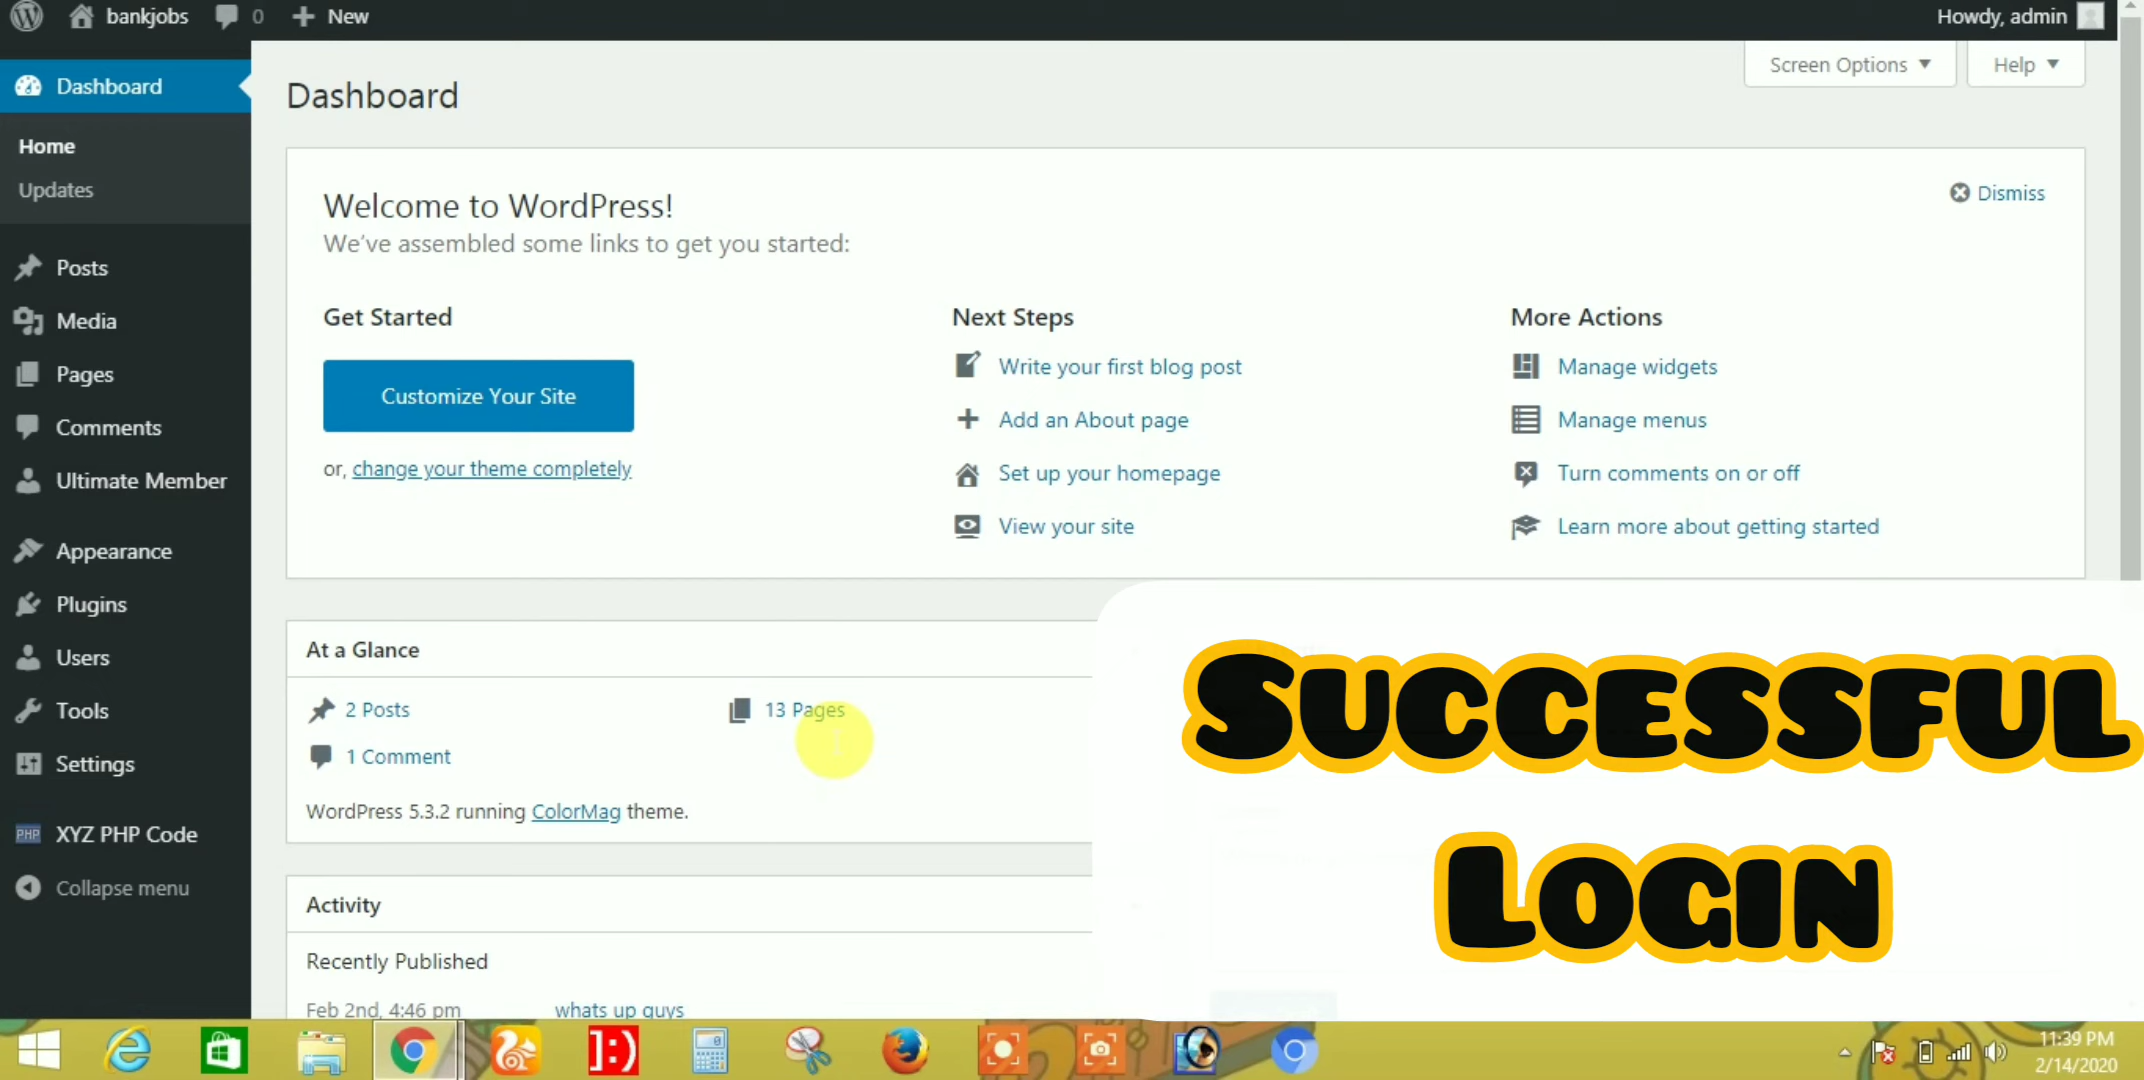 bankjobs 0 + New Howdy, admin
Screen Options Help
Dashboard
Home
Updates
Posts
Media
Pages
Comments
Ultimate Member
Appearance
Plugins
Users
Tools
Settings
PHP XYZ PHP Code
Collapse menu
Dashboard
Welcome to WordPress!
Dismiss
We've assembled some links to get you started:
Get Started
Customize Your Site
or, change your theme completely
Next Steps
Write your first blog post
Add an About page
Set up your homepage
View your site
More Actions
Manage widgets
Manage menus
Turn comments on or off
Learn more about getting started
At a Glance
2 Posts 13 Pages
1 Comment
WordPress 5.3.2 running ColorMag theme.
Activity
Recently Published
Feb 2nd, 4:46 pm whats up guys
Successful
Login
11:39 PM
2/14/2020